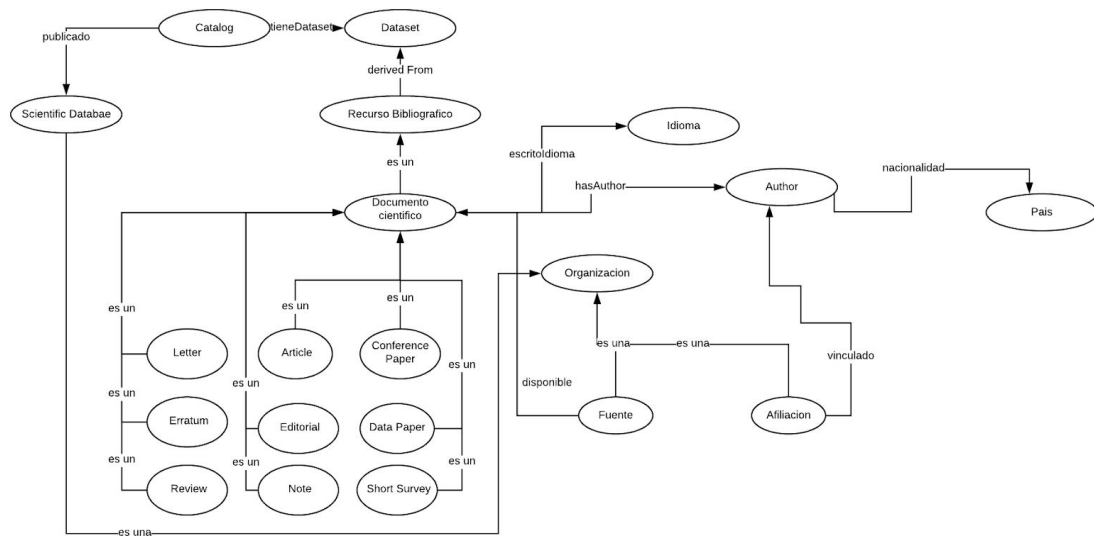 Catalog
tieneDataset
Dataset
publicado
derived From
Scientific Databae
Recurso Bibliografico
Idioma
es un
escritoIdioma
hasAuthor
Author
nacionalidad
Documento
cientifico
Pais
Organizacion
es un
es un
es un
Letter
Article
Conference
Paper
es una
es una
vinculado
es un
es un
disponible
es un
Erratum
Editorial
Data Paper
Fuente
Afiliacion
es un
es un
es un
Review
Note
Short Survey
es una